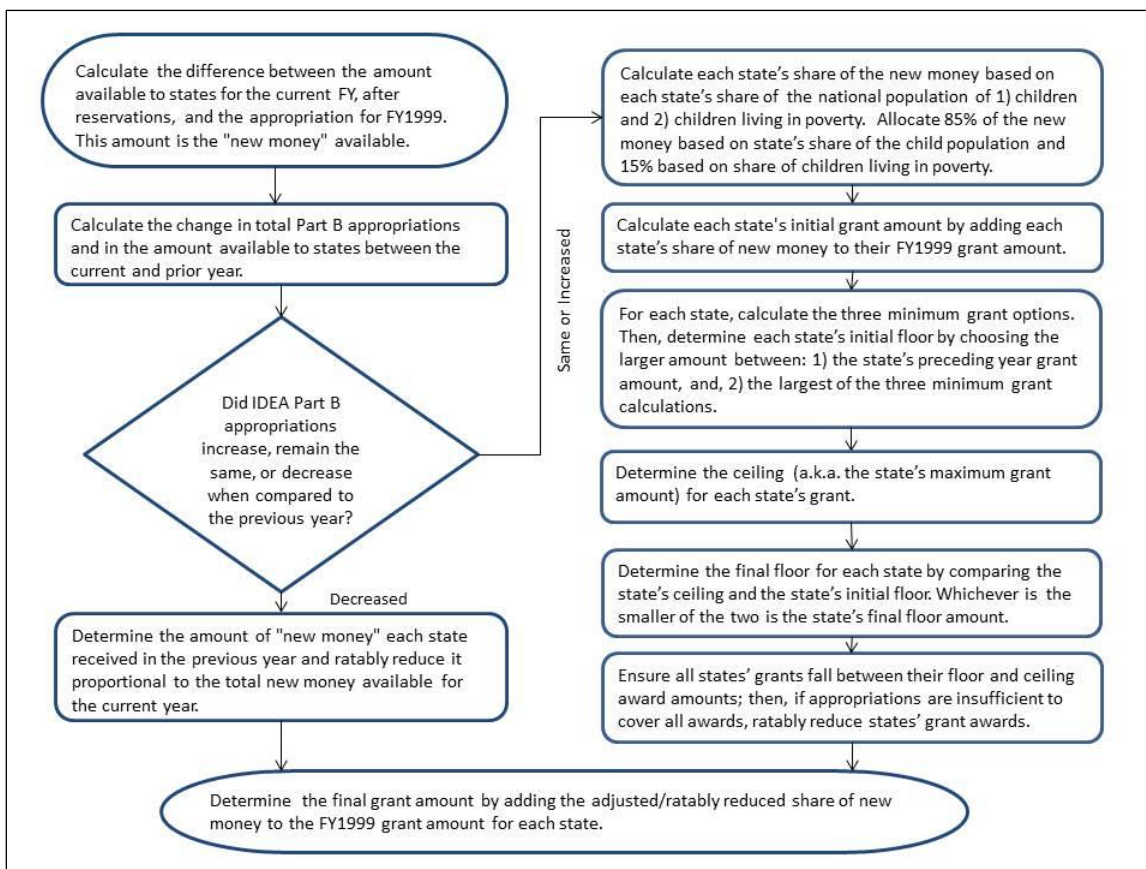 Calculate the difference between the amount
available to states for the current FY, after
reservations, and the appropriation for FY1999.
This amount is the "new money" available.
Calculate the change in total Part B appropriations
and in the amount available to states between the
current and prior year.
Did IDEA Part B
appropriations
increase, remain the
same, or decrease
when compared to
the previous year?
Decreased
Determine the amount of "new money" each state
received in the previous year and ratably reduce it
proportional to the total new money available for
the current year.
Same or Increased
Calculate each state's share of the new money based on
each state's share of the national population of 1) children
and 2) children living in poverty. Allocate 85% of the new
money based on state's share of the child population and
15% based on share of children living in poverty.
Calculate each state's initial grant amount by adding each
state's share of new money to their FY1999 grant amount.
For each state, calculate the three minimum grant options.
Then, determine each state's initial floor by choosing the
larger amount between: 1) the state's preceding year grant
amount, and, 2) the largest of the three minimum grant
calculations.
Determine the ceiling (a.k.a. the state's maximum grant
amount) for each state's grant.
Determine the final floor for each state by comparing the
state's ceiling and the state's initial floor. Whichever is the
smaller of the two is the state's final floor amount.
Ensure all states' grants fall between their floor and ceiling
award amounts; then, if appropriations are insufficient to
cover all awards, ratably reduce states' grant awards.
Determine the final grant amount by adding the adjusted/ratably reduced share of new
money to the FY1999 grant amount for each state.